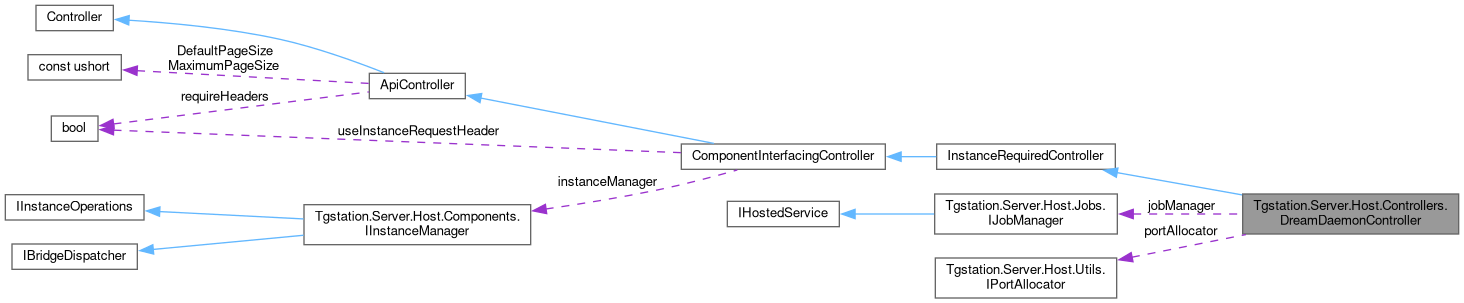 Controller
DefaultPageSize
MaximumPageSize
const ushort
ApiController
requireHeaders
bool
useInstanceRequestHeader
ComponentInterfacingController
InstanceRequiredController
instanceManager
IInstanceOperations
Tgstation.Server.Host.Components.
IInstanceManager
IBridgeDispatcher
IHostedService
Tgstation.Server.Host.Jobs.
IJobManager
jobManager
Tgstation.Server.Host.Controllers.
DreamDaemonController
portAllocator
Tgstation.Server.Host.Utils.
IPortAllocator